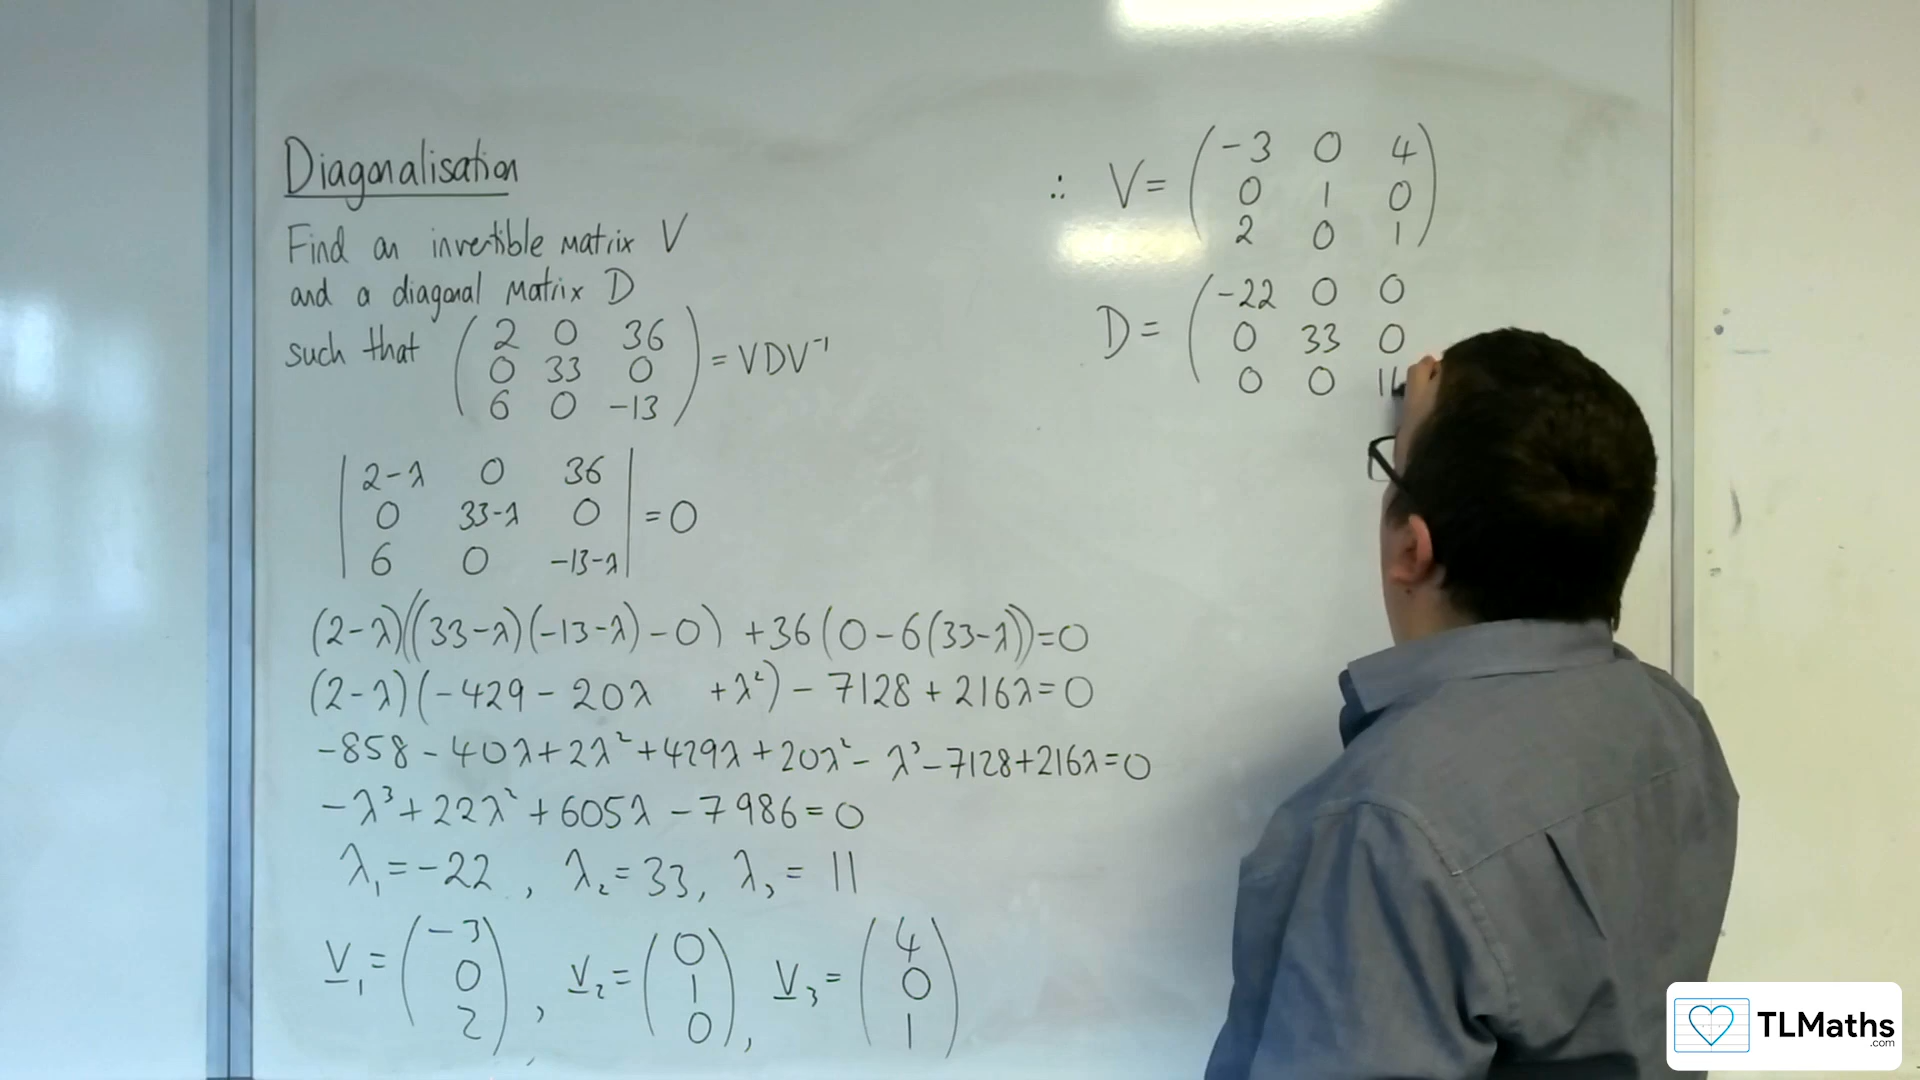 Diagonalisation
Find an invertible matrix V
and a diagonal matrix D
such that ( 2 0 36
0 33 0
6 0 -13 ) = VDV⁻¹
| 2-λ 0 36
0 33-λ 0
6 0 -13-λ | = 0
(2-λ)((33-λ)(-13-λ)-0) +36(0-6(33-λ))=0
(2-λ)(-429-20λ +λ²) - 7128 + 216λ = 0
-858 - 40λ + 2λ² + 429λ + 20λ² - λ³ - 7128 + 216λ = 0
-λ³ + 22λ² + 605λ - 7986 = 0
λ₁ = -22, λ₂ = 33, λ₃ = 11
V₁ = ( -3
0
2 ), V₂ = ( 0
1
0 ), V₃ = ( 4
0
1 )
∴ V = ( -3 0 4
0 1 0
2 0 1 )
D = ( -22 0 0
0 33 0
0 0 11
TLMaths
.com